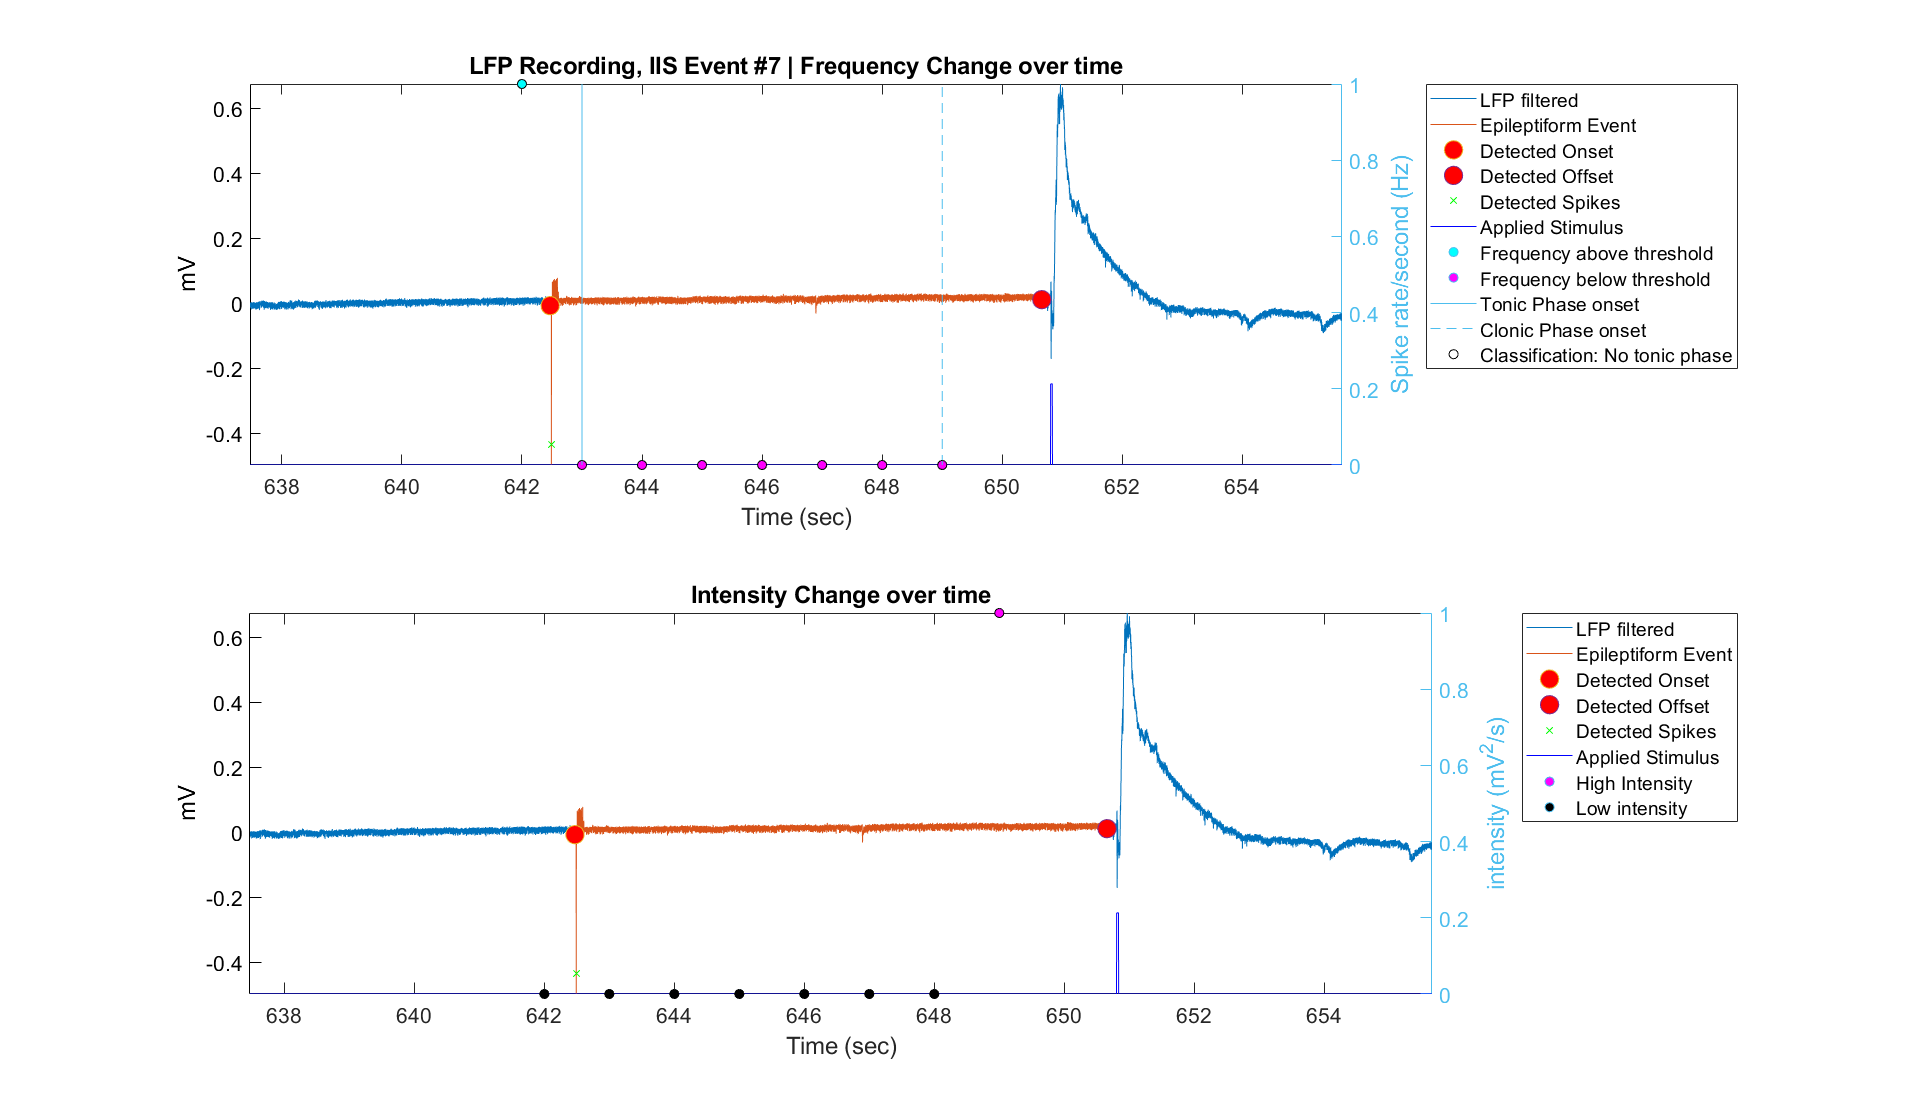 LFP Recording, IIS Event #7 | Frequency Change over time
mV
0.6
0.4
0.2
0
-0.2
-0.4
638 640 642 644 646 648 650 652 654
Time (sec)
1
0.8
0.6
0.4
0.2
0
Spike rate/second (Hz)
LFP filtered
Epileptiform Event
Detected Onset
Detected Offset
Detected Spikes
Applied Stimulus
Frequency above threshold
Frequency below threshold
Tonic Phase onset
Clonic Phase onset
Classification: No tonic phase
Intensity Change over time
mV
0.6
0.4
0.2
0
-0.2
-0.4
638 640 642 644 646 648 650 652 654
Time (sec)
1
0.8
0.6
0.4
0.2
0
intensity (mV²/s)
LFP filtered
Epileptiform Event
Detected Onset
Detected Offset
Detected Spikes
Applied Stimulus
High Intensity
Low intensity